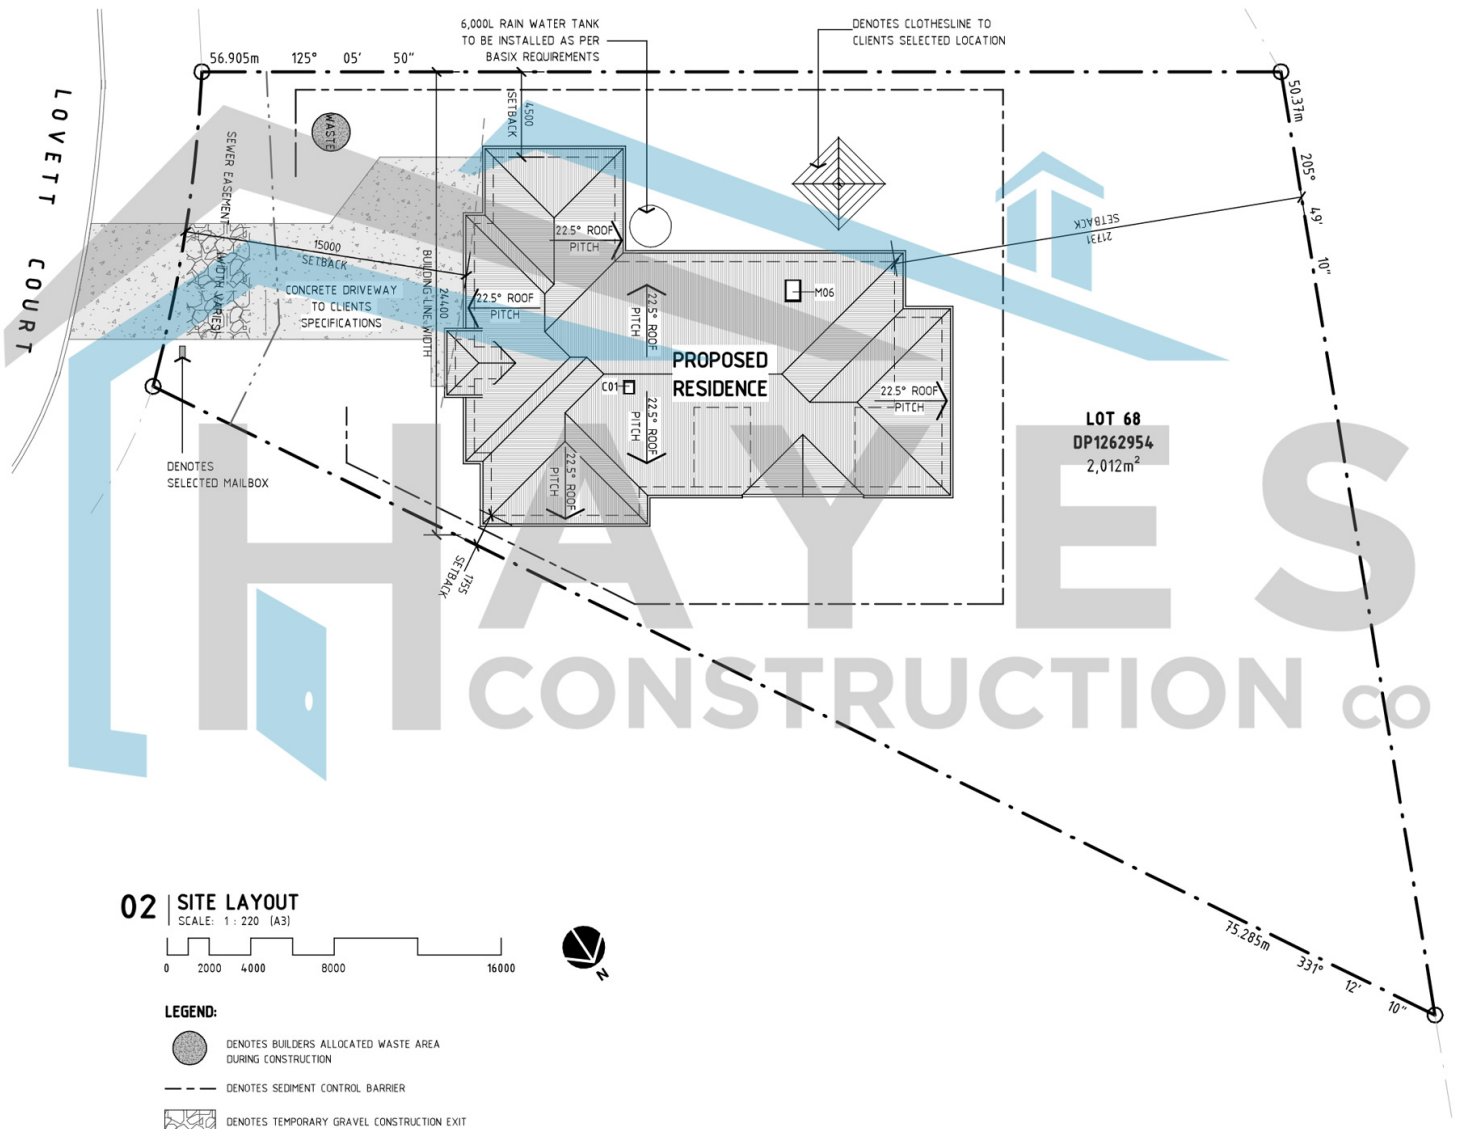 6,000L RAIN WATER TANK
TO BE INSTALLED AS PER
BASIX REQUIREMENTS
DENOTES CLOTHESLINE TO
CLIENTS SELECTED LOCATION
56.905m 125° 05' 50"
50.37m 205° 49' 10"
LOVETT COURT
WASTE
SEWER EASEMENT
(WIDTH VARIES)
4500
SETBACK
15000
SETBACK
CONCRETE DRIVEWAY
TO CLIENTS
SPECIFICATIONS
BUILDING LINE WIDTH
24400
22.5° ROOF
PITCH
22.5° ROOF
PITCH
22.5° ROOF
PITCH
M06
21731
SETBACK
PROPOSED
RESIDENCE
C01
22.5° ROOF
PITCH
22.5° ROOF
PITCH
22.5° ROOF
PITCH
LOT 68
DP1262954
2,012m²
DENOTES
SELECTED MAILBOX
1755
SETBACK
HAYES
CONSTRUCTION CO
75.285m 331° 12' 10"
02 SITE LAYOUT
SCALE: 1 : 220 (A3)
0 2000 4000 8000 16000
N
LEGEND:
DENOTES BUILDERS ALLOCATED WASTE AREA
DURING CONSTRUCTION
DENOTES SEDIMENT CONTROL BARRIER
DENOTES TEMPORARY GRAVEL CONSTRUCTION EXIT